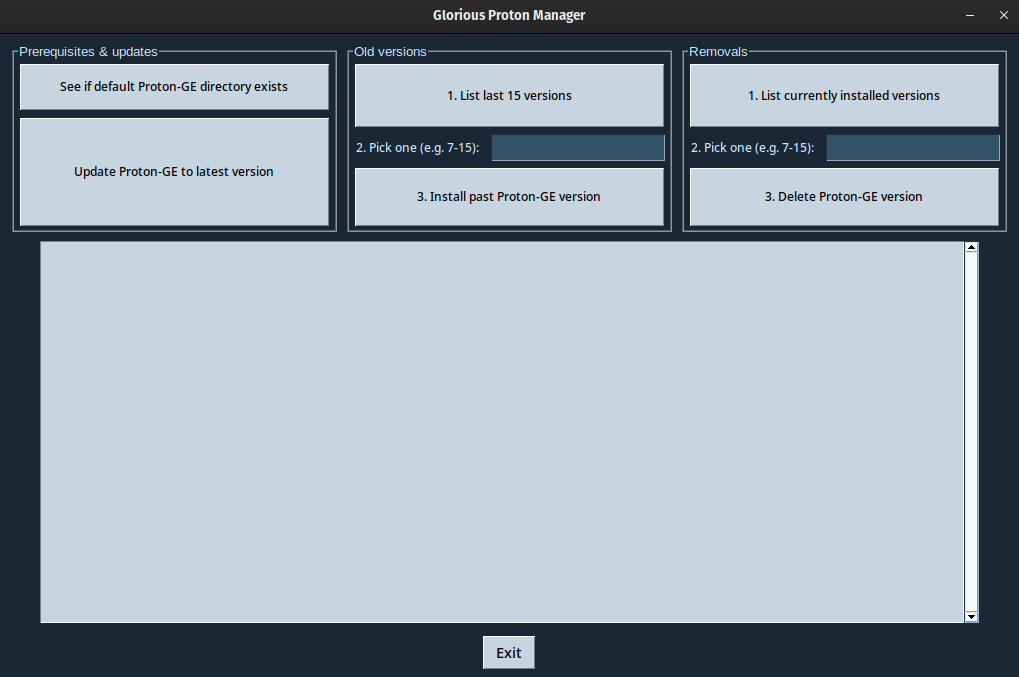 Glorious Proton Manager
Prerequisites & updates
See if default Proton-GE directory exists
Update Proton-GE to latest version
Old versions
1. List last 15 versions
2. Pick one (e.g. 7-15):
3. Install past Proton-GE version
Removals
1. List currently installed versions
2. Pick one (e.g. 7-15):
3. Delete Proton-GE version
Exit